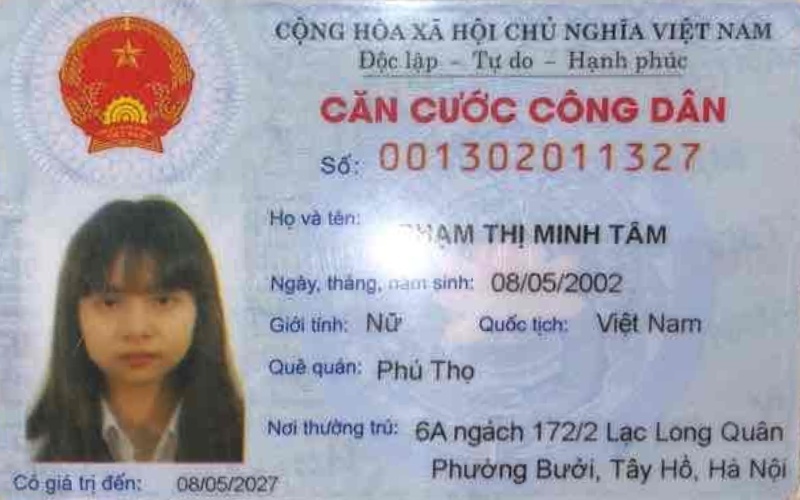 CỘNG HÒA XÃ HỘI CHỦ NGHĨA VIỆT NAM
Độc lập - Tự do - Hạnh phúc
CĂN CƯỚC CÔNG DÂN
Số: 001302011327
Họ và tên:
PHẠM THỊ MINH TÂM
Ngày, tháng, năm sinh: 08/05/2002
Giới tính: Nữ Quốc tịch: Việt Nam
Quê quán: Phú Thọ
Nơi thường trú: 6A ngách 172/2 Lạc Long Quân
Phường Bưởi, Tây Hồ, Hà Nội
Có giá trị đến: 08/05/2027